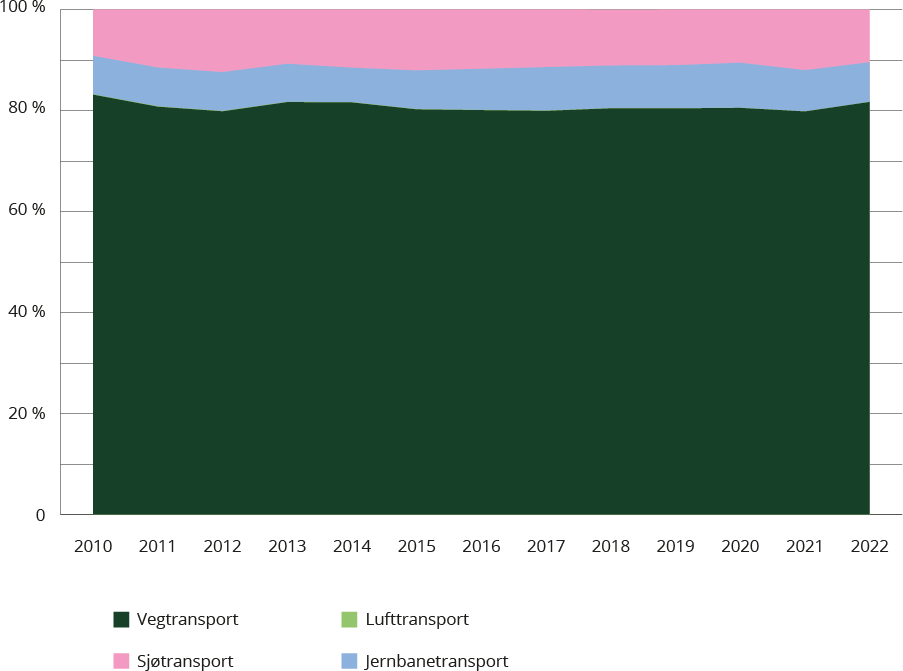 100 %
80 %
60 %
40 %
20 %
0
2010 2011 2012 2013 2014 2015 2016 2017 2018 2019 2020 2021 2022
Vegtransport Lufttransport
Sjøtransport Jernbanetransport